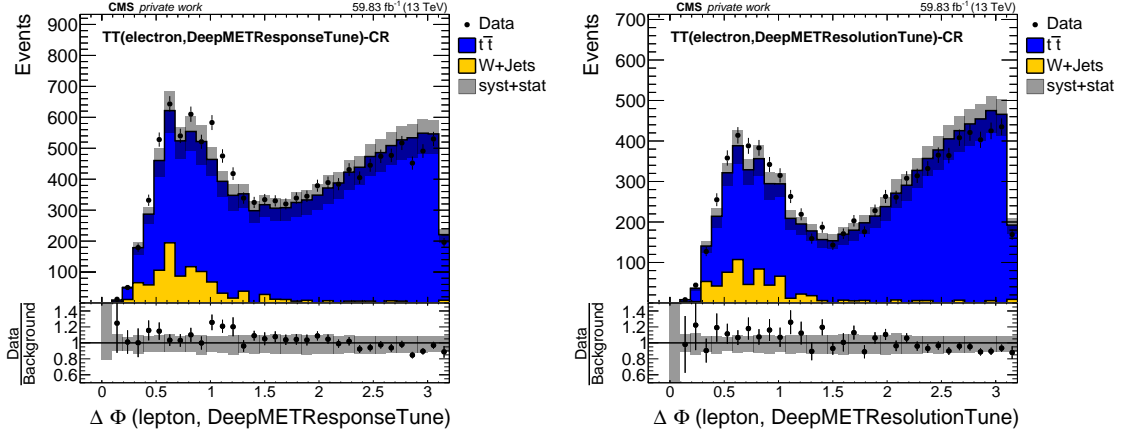 CMS private work 59.83 fb⁻¹ (13 TeV)
TT(electron,DeepMETResponseTune)-CR
Data
tt̅
W+Jets
syst+stat
Events
900
800
700
600
500
400
300
200
100
Data
Background
1.4
1.2
1
0.8
0.6
0 0.5 1 1.5 2 2.5 3
Δ Φ (lepton, DeepMETResponseTune)
CMS private work 59.83 fb⁻¹ (13 TeV)
TT(electron,DeepMETResolutionTune)-CR
Data
tt̅
W+Jets
syst+stat
Events
700
600
500
400
300
200
100
Data
Background
1.4
1.2
1
0.8
0.6
0 0.5 1 1.5 2 2.5 3
Δ Φ (lepton, DeepMETResolutionTune)